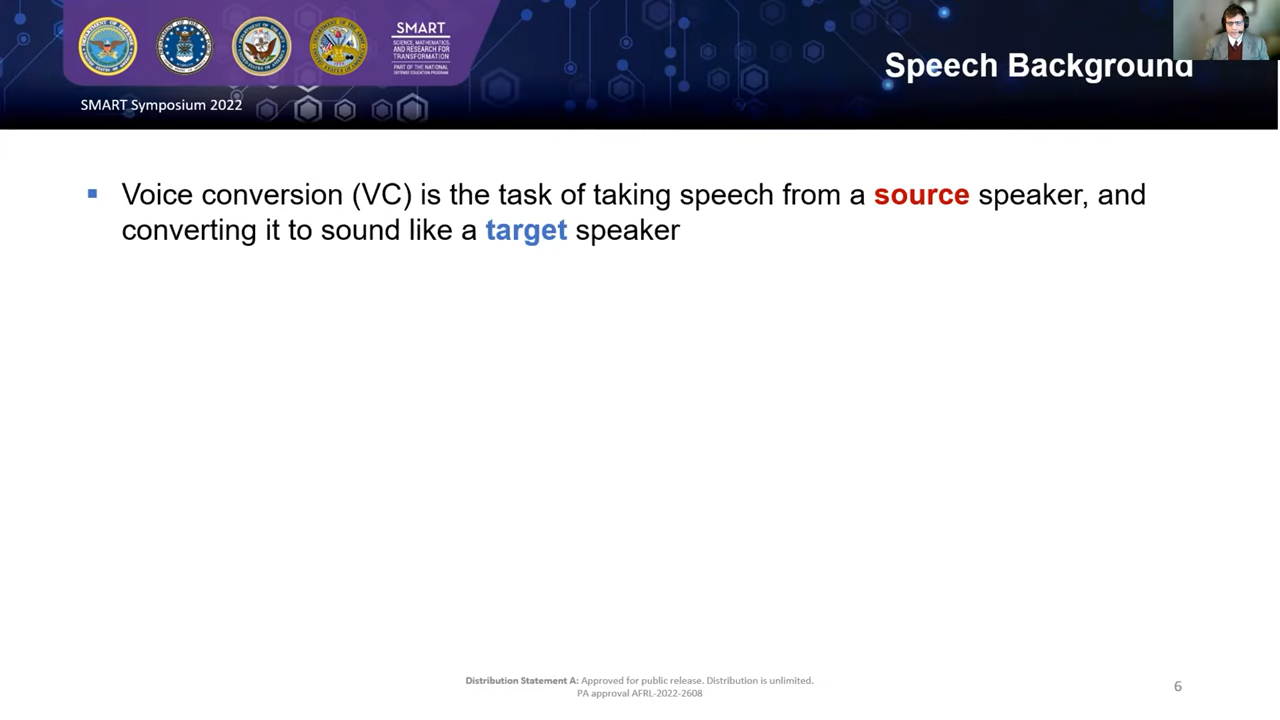 SMART
SCIENCE, MATHEMATICS,
AND RESEARCH FOR
TRANSFORMATION
PART OF THE NATIONAL
DEFENSE EDUCATION PROGRAM
Speech Background
SMART Symposium 2022
Voice conversion (VC) is the task of taking speech from a source speaker, and
converting it to sound like a target speaker
Distribution Statement A: Approved for public release. Distribution is unlimited.
PA approval AFRL-2022-2608
6